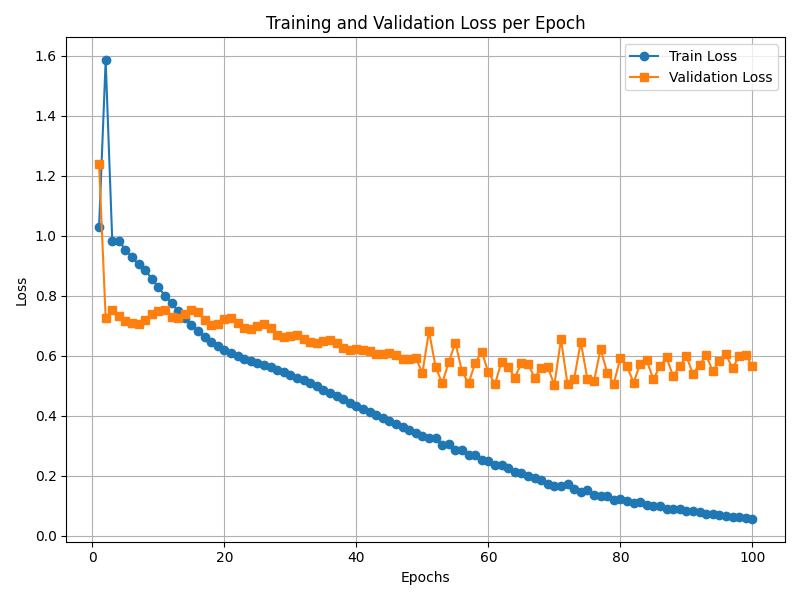 Training and Validation Loss per Epoch
Train Loss
Validation Loss
1.6
1.4
1.2
1.0
0.8
0.6
0.4
0.2
0.0
Loss
0 20 40 60 80 100
Epochs